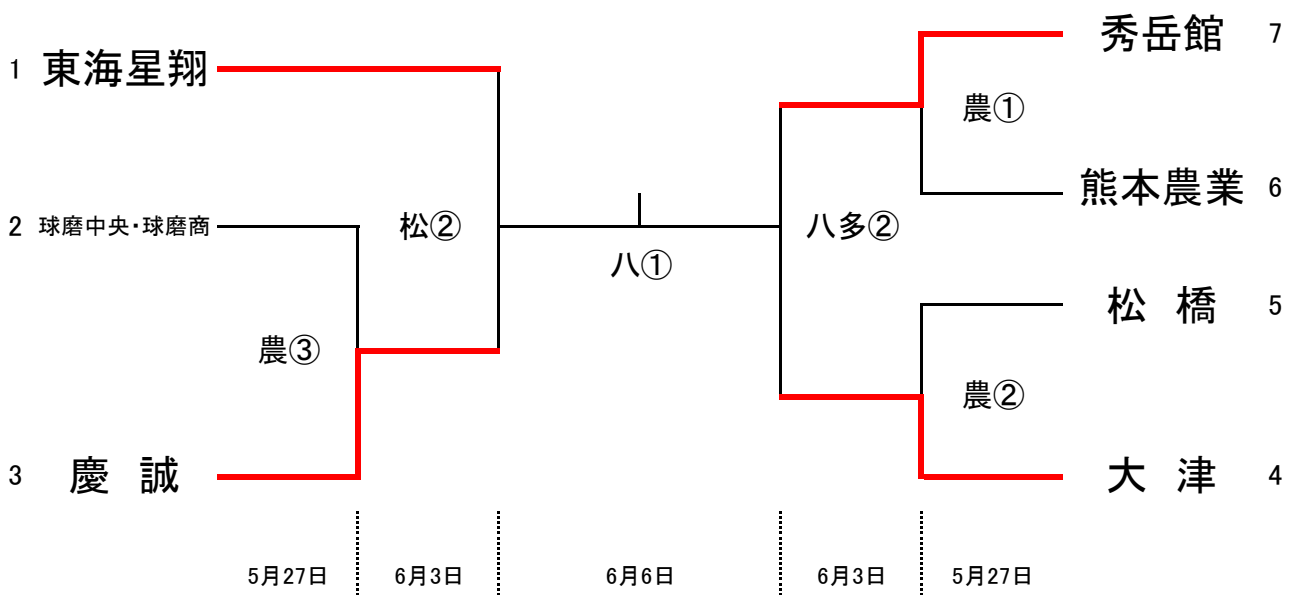 1 東海星翔
2 球磨中央・球磨商
3 慶 誠
農③
松②
八①
八多②
農①
農②
秀岳館 7
熊本農業 6
松 橋 5
大 津 4
5月27日 6月3日 6月6日 6月3日 5月27日